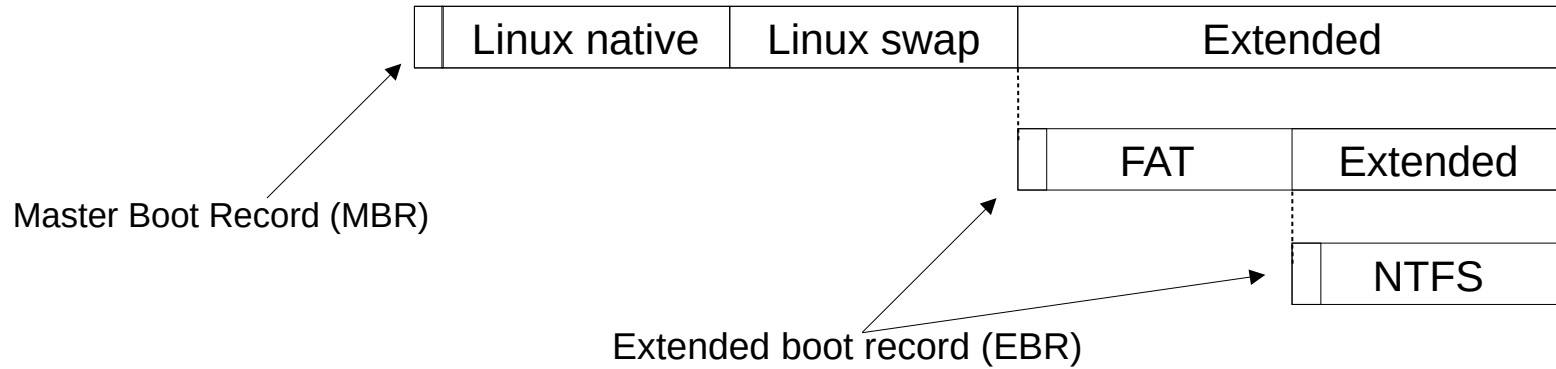 Linux native
Linux swap
Extended
FAT
Extended
Master Boot Record (MBR)
NTFS
Extended boot record (EBR)